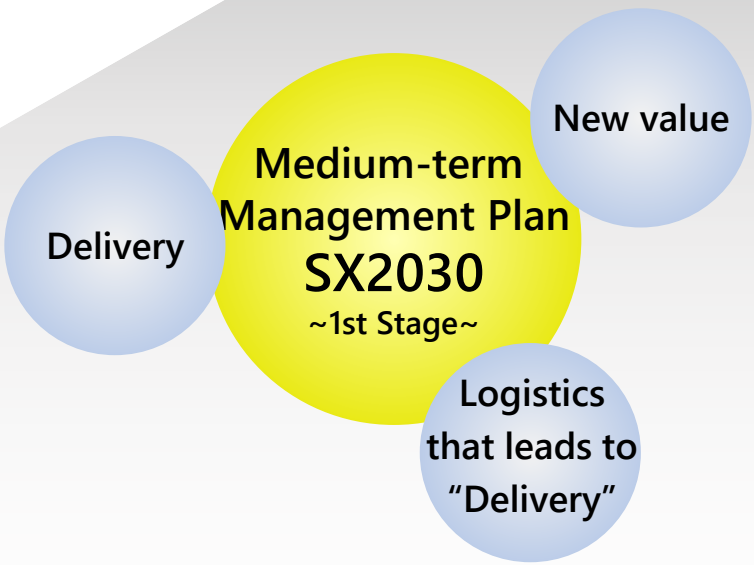 New value
Medium-term
Management Plan
SX2030
~1st Stage~
Delivery
Logistics
that leads to
“Delivery”